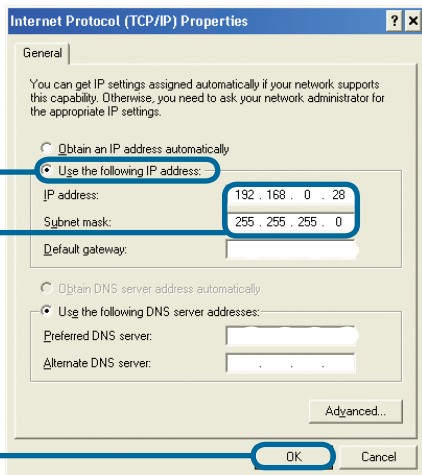 Internet Protocol (TCP/IP) Properties
General
You can get IP settings assigned automatically if your network supports
this capability. Otherwise, you need to ask your network administrator for
the appropriate IP settings.
Obtain an IP address automatically
Use the following IP address:
IP address: 192 . 168 . 0 . 28
Subnet mask: 255 . 255 . 255 . 0
Default gateway:
Obtain DNS server address automatically
Use the following DNS server addresses:
Preferred DNS server:
Alternate DNS server: . . .
Advanced...
OK Cancel